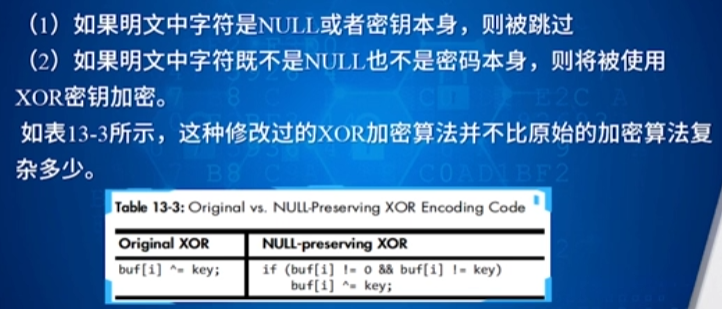 （1）如果明文中字符是NULL或者密钥本身，则被跳过
（2）如果明文中字符既不是NULL也不是密码本身，则将被使用
XOR密钥加密。
如表13-3所示，这种修改过的XOR加密算法并不比原始的加密算法复
杂多少。
Table 13-3: Original vs. NULL-Preserving XOR Encoding Code
Original XOR NULL-preserving XOR
buf[i] ^= key; if (buf[i] != 0 && buf[i] != key)
buf[i] ^= key;